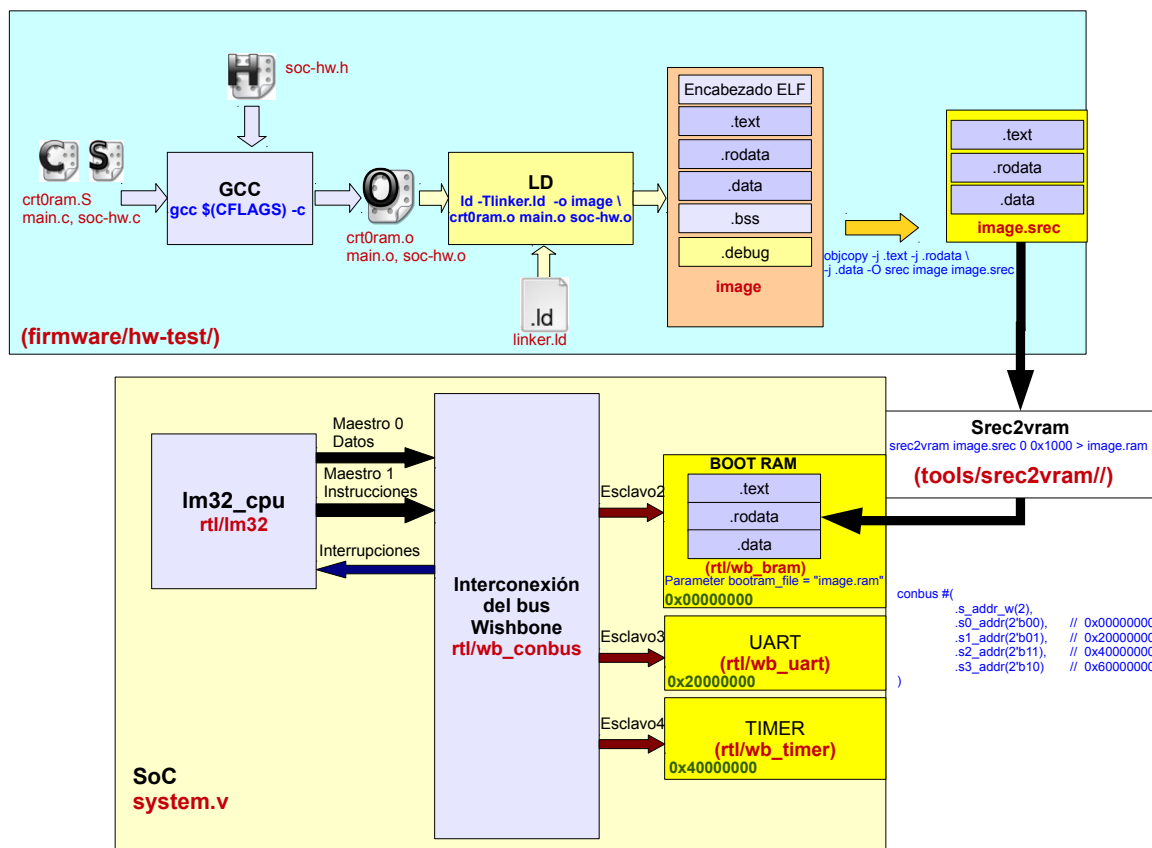 soc-hw.h
H
C S
crt0ram.S
main.c, soc-hw.c
GCC
gcc $(CFLAGS) -c
O
crt0ram.o
main.o, soc-hw.o
LD
ld -Tlinker.ld -o image \
crt0ram.o main.o soc-hw.o
.ld
linker.ld
Encabezado ELF
.text
.rodata
.data
.bss
.debug
image
objcopy -j .text -j .rodata \
-j .data -O srec image image.srec
.text
.rodata
.data
image.srec
(firmware/hw-test/)
Srec2vram
srec2vram image.srec 0 0x1000 > image.ram
(tools/srec2vram//)
lm32_cpu
rtl/lm32
Maestro 0
Datos
Maestro 1
Instrucciones
Interrupciones
Interconexión
del bus
Wishbone
rtl/wb_conbus
Esclavo2
BOOT RAM
.text
.rodata
.data
(rtl/wb_bram)
Parameter bootram_file = "image.ram"
0x00000000
Esclavo3
UART
(rtl/wb_uart)
0x20000000
Esclavo4
TIMER
(rtl/wb_timer)
0x40000000
conbus #(
.s_addr_w(2),
.s0_addr(2'b00), // 0x00000000
.s1_addr(2'b01), // 0x20000000
.s2_addr(2'b11), // 0x40000000
.s3_addr(2'b10) // 0x60000000
)
SoC
system.v